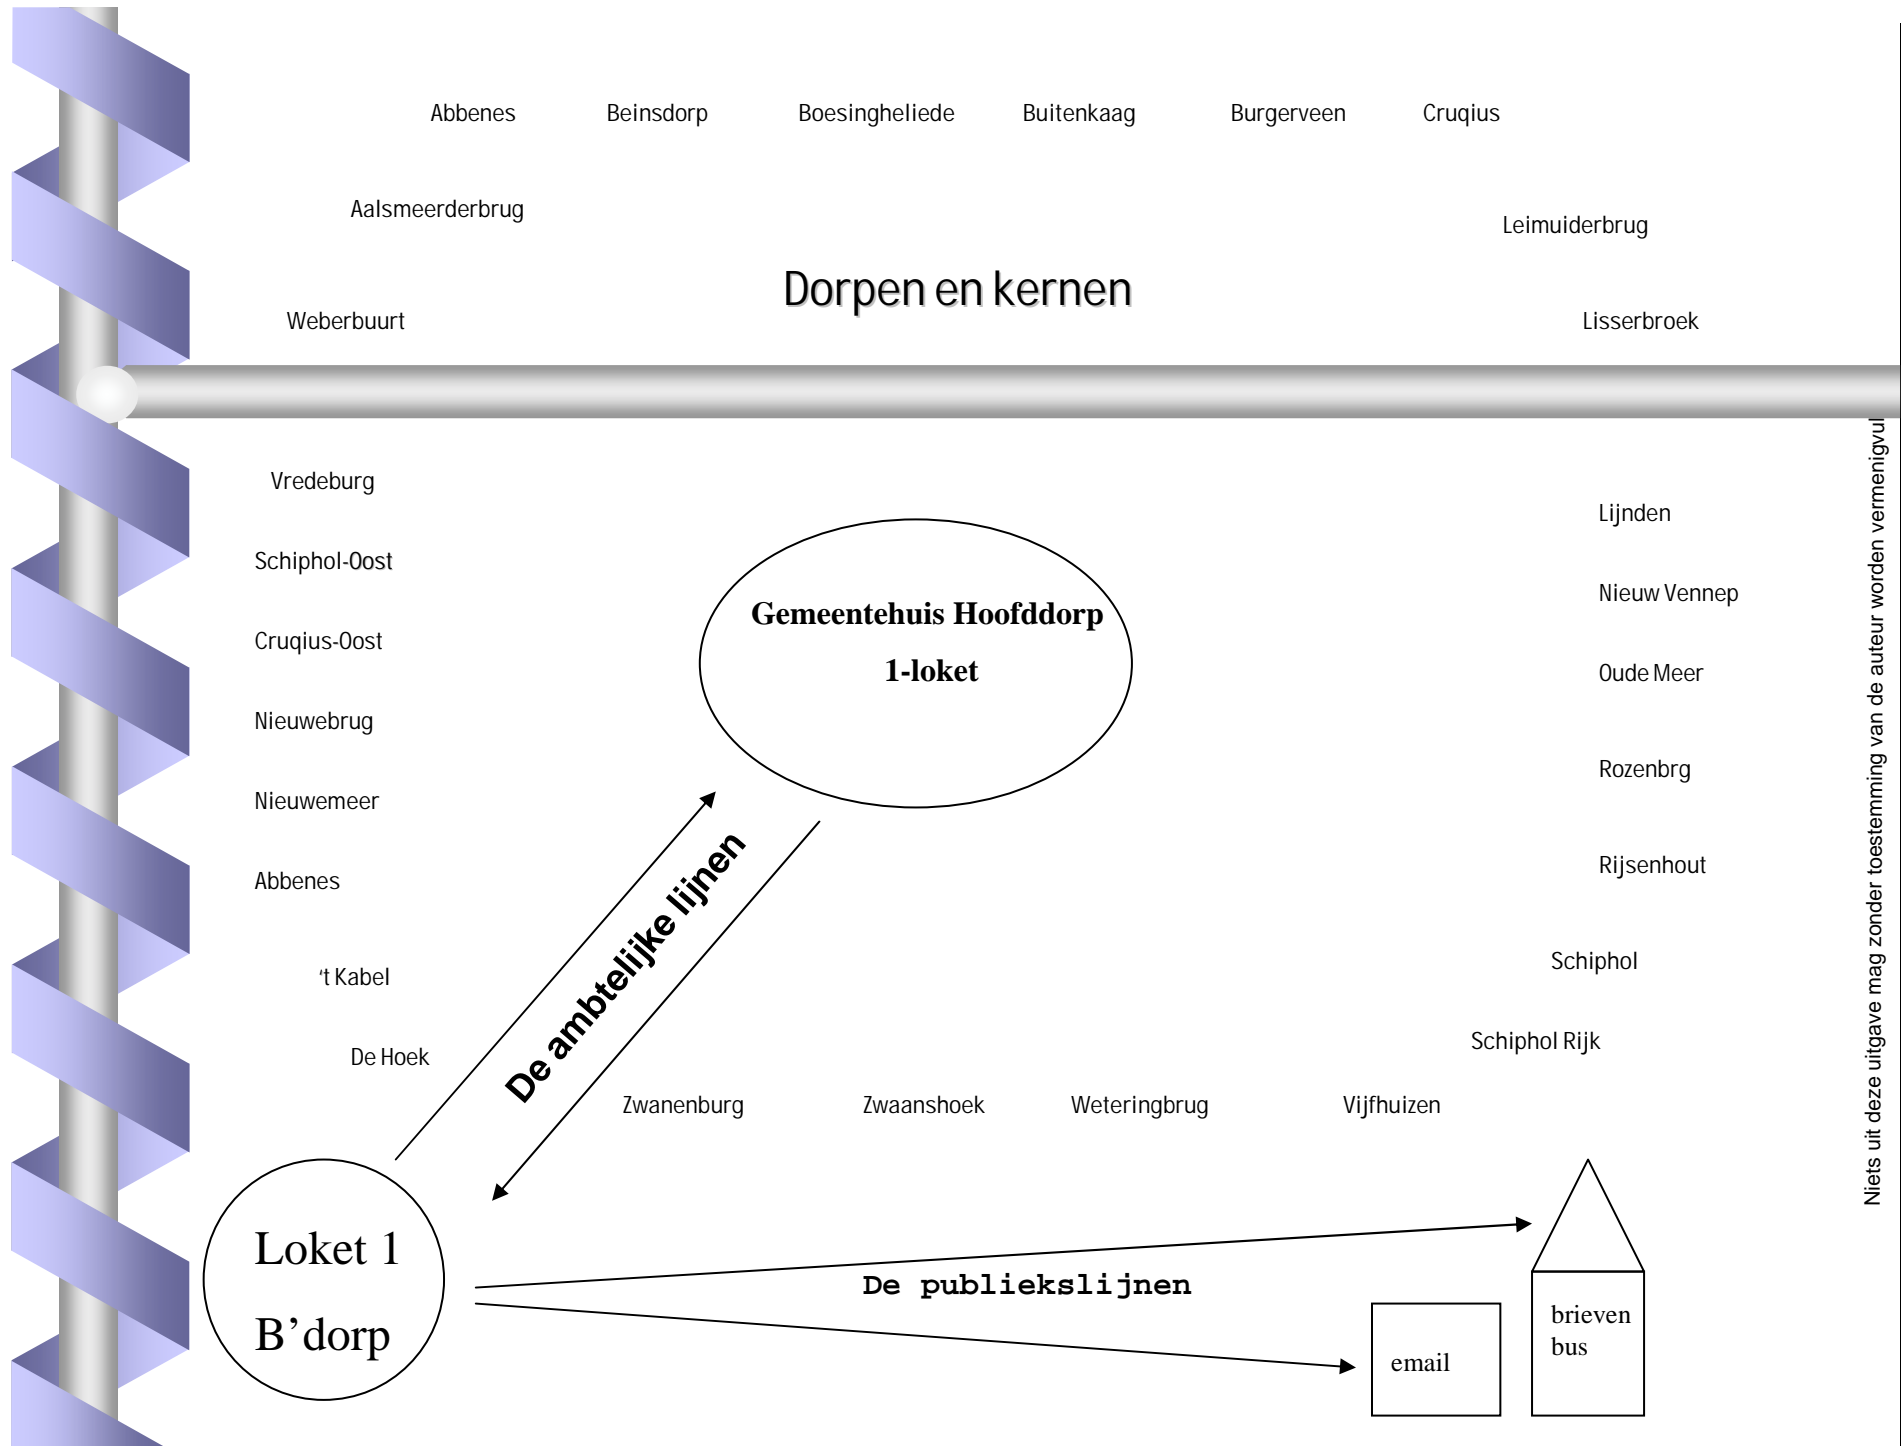 Abbenes Beinsdorp Boesingheliede Buitenkaag Burgerveen Cruqius
Aalsmeerderbrug
Leimuiderbrug
Dorpen en kernen
Weberbuurt
Lisserbroek
Vredeburg
Lijnden
Schiphol-Oost
Nieuw Vennep
Gemeentehuis Hoofddorp
1-loket
Cruqius-Oost
Oude Meer
Nieuwebrug
Rozenbrg
Nieuwemeer
Rijsenhout
Abbenes
De ambtelijke lijnen
't Kabel
Schiphol
De Hoek
Schiphol Rijk
Zwanenburg Zwaanshoek Weteringbrug Vijfhuizen
Loket 1
B'dorp
De publiekslijnen
email
brieven
bus
Niets uit deze uitgave mag zonder toestemming van de auteur worden vermenigvul